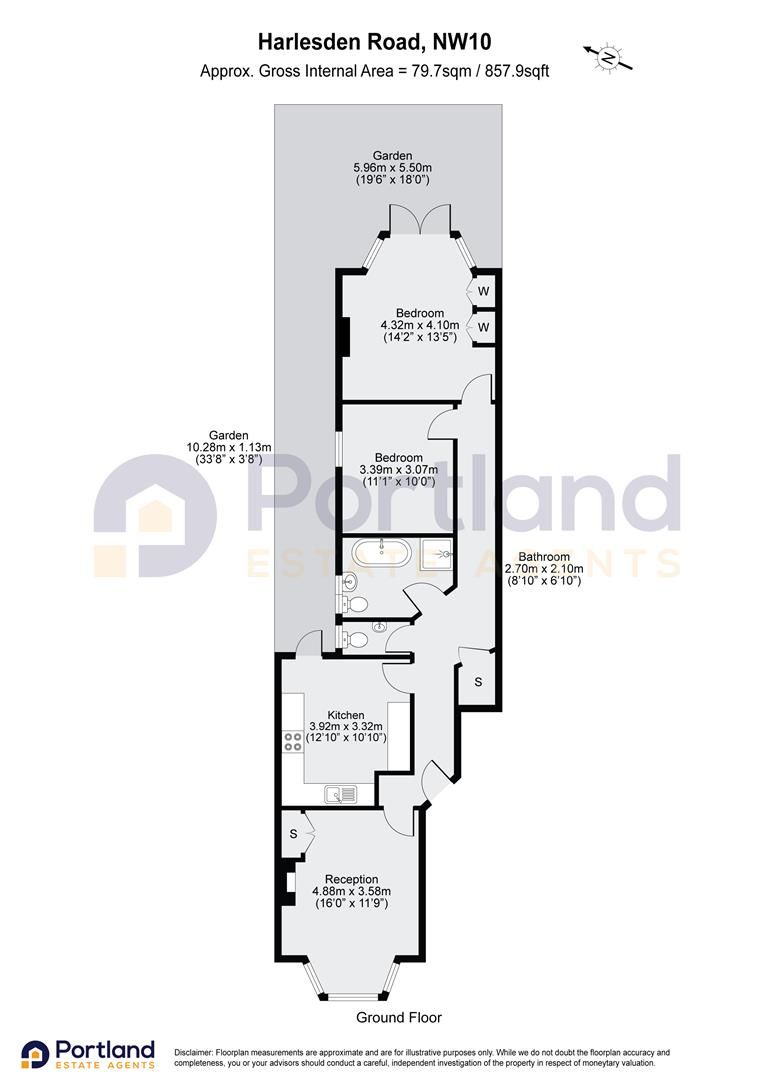 Harlesden Road, NW10
Approx. Gross Internal Area = 79.7sqm / 857.9sqft
N
Garden
5.96m x 5.50m
(19'6" x 18'0")
W
Bedroom
4.32m x 4.10m
(14'2" x 13'5")
W
Garden
10.28m x 1.13m
(33'8" x 3'8")
Bedroom
3.39m x 3.07m
(11'1" x 10'0")
Portland
ESTATE AGENTS
Bathroom
2.70m x 2.10m
(8'10" x 6'10")
S
Kitchen
3.92m x 3.32m
(12'10" x 10'10")
S
Reception
4.88m x 3.58m
(16'0" x 11'9")
Ground Floor
Portland
ESTATE AGENTS
Disclaimer: Floorplan measurements are approximate and are for illustrative purposes only. While we do not doubt the floorplan accuracy and
completeness, you or your advisors should conduct a careful, independent investigation of the property in respect of moneytary valuation.